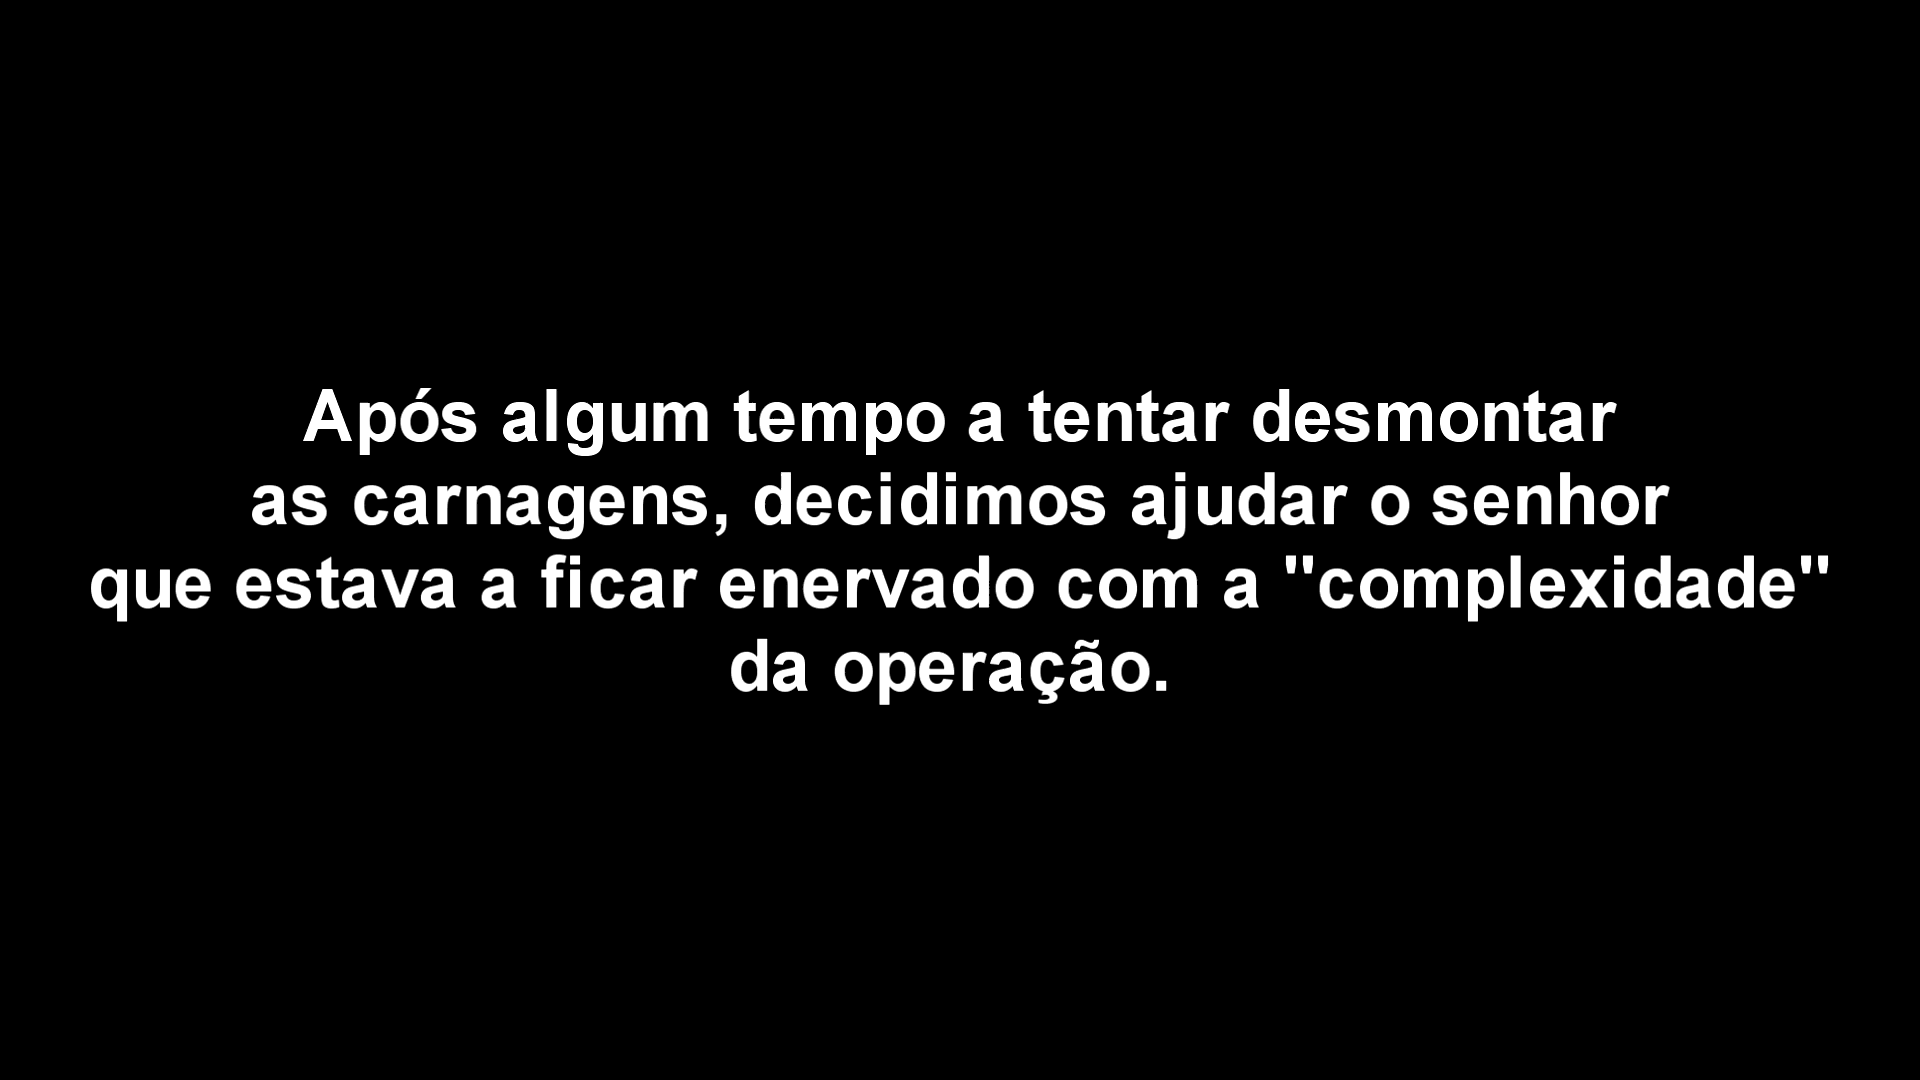 Após algum tempo a tentar desmontar
as carnagens, decidimos ajudar o senhor
que estava a ficar enervado com a "complexidade"
da operação.